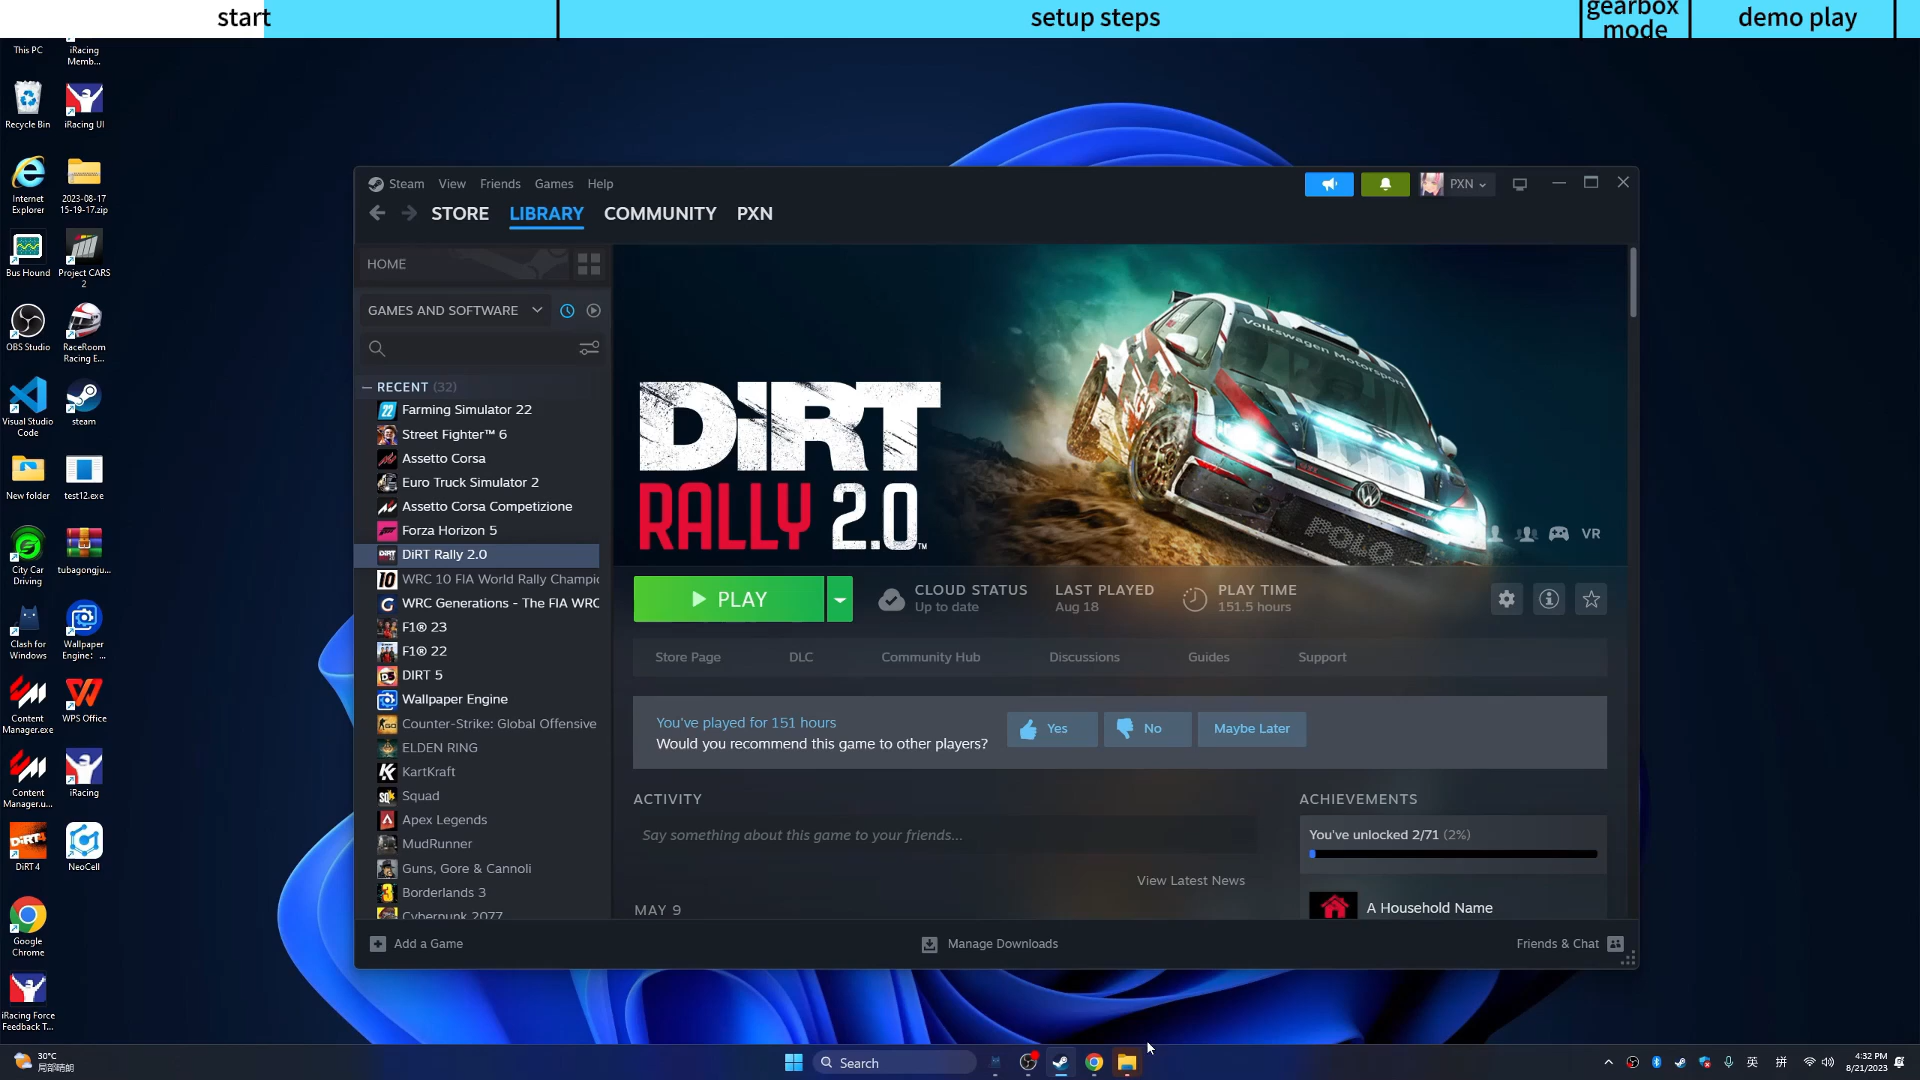 start
setup steps
gearbox
mode
demo play
This PC
iRacing
Memb...
Recycle Bin
iRacing UI
Internet
Explorer
2023-08-17
15-19-17.zip
Bus Hound
Project CARS
2
OBS Studio
RaceRoom
Racing E...
Visual Studio
Code
steam
New folder
test12.exe
City Car
Driving
tubagongju...
Clash for
Windows
Wallpaper
Engine: ...
Content
Manager.exe
WPS Office
Content
Manager.u...
iRacing
DiRT 4
NeoCell
Google
Chrome
iRacing Force
Feedback T...
Steam View Friends Games Help
PXN
STORE LIBRARY COMMUNITY PXN
HOME
GAMES AND SOFTWARE
RECENT (32)
Farming Simulator 22
Street Fighter™ 6
Assetto Corsa
Euro Truck Simulator 2
Assetto Corsa Competizione
Forza Horizon 5
DiRT Rally 2.0
WRC 10 FIA World Rally Champic
WRC Generations - The FIA WRC
F1® 23
F1® 22
DIRT 5
Wallpaper Engine
Counter-Strike: Global Offensive
ELDEN RING
KartKraft
Squad
Apex Legends
MudRunner
Guns, Gore & Cannoli
Borderlands 3
Cyberpunk 2077
DiRT
RALLY 2.0™
Volkswagen Motorsport
POLO
VR
PLAY
CLOUD STATUS
Up to date
LAST PLAYED
Aug 18
PLAY TIME
151.5 hours
Store Page DLC Community Hub Discussions Guides Support
You've played for 151 hours
Would you recommend this game to other players?
Yes
No
Maybe Later
ACTIVITY
Say something about this game to your friends...
View Latest News
MAY 9
ACHIEVEMENTS
You've unlocked 2/71 (2%)
A Household Name
Add a Game
Manage Downloads
Friends & Chat
30°C
局部晴朗
Search
英
拼
4:32 PM
8/21/2023